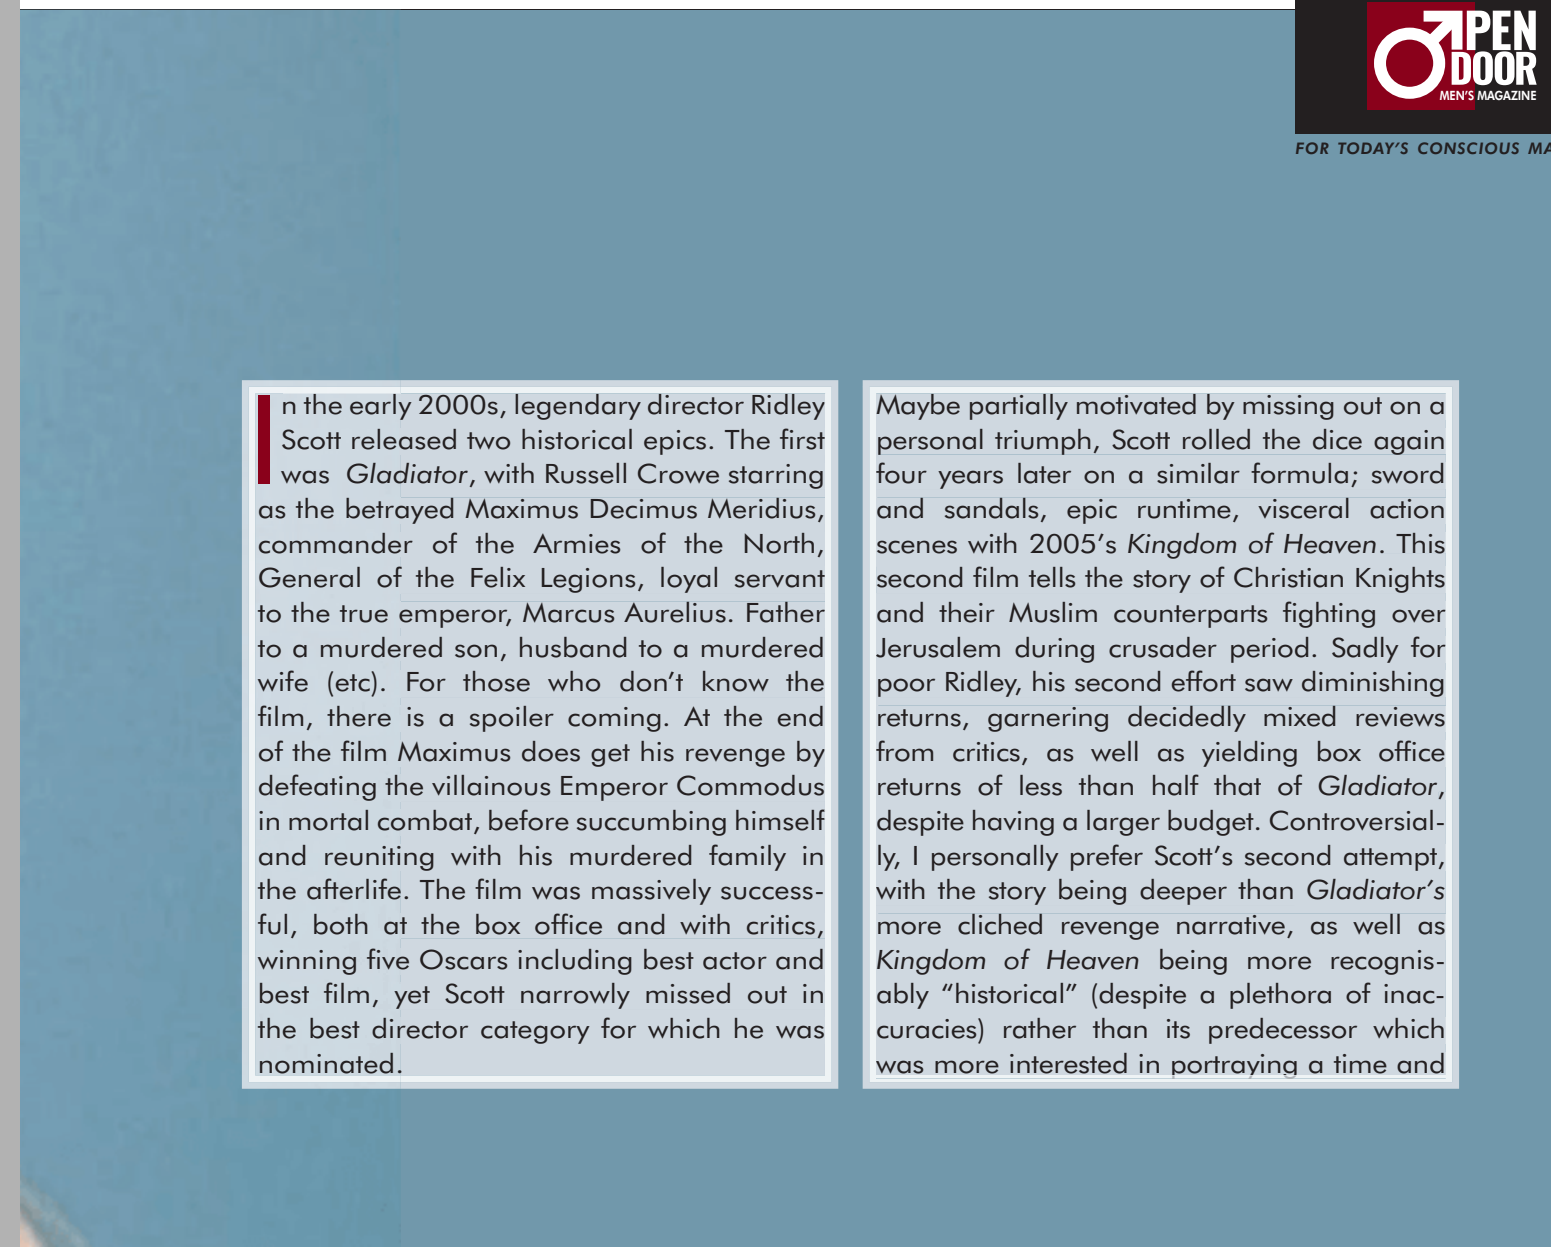 OPEN
DOOR
MEN'S MAGAZINE
FOR TODAY'S CONSCIOUS
In the early 2000s, legendary director Ridley
Scott released two historical epics. The first
was Gladiator, with Russell Crowe starring
as the betrayed Maximus Decimus Meridius,
commander of the Armies of the North,
General of the Felix Legions, loyal servant
to the true emperor, Marcus Aurelius. Father
to a murdered son, husband to a murdered
wife (etc). For those who don't know the
film, there is a spoiler coming. At the end
of the film Maximus does get his revenge by
defeating the villainous Emperor Commodus
in mortal combat, before succumbing himself
and reuniting with his murdered family in
the afterlife. The film was massively success-
ful, both at the box office and with critics,
winning five Oscars including best actor and
best film, yet Scott narrowly missed out in
the best director category for which he was
nominated.
Maybe partially motivated by missing out on a
personal triumph, Scott rolled the dice again
four years later on a similar formula; sword
and sandals, epic runtime, visceral action
scenes with 2005's Kingdom of Heaven. This
second film tells the story of Christian Knights
and their Muslim counterparts fighting over
Jerusalem during crusader period. Sadly for
poor Ridley, his second effort saw diminishing
returns, garnering decidedly mixed reviews
from critics, as well as yielding box office
returns of less than half that of Gladiator,
despite having a larger budget. Controversial-
ly, I personally prefer Scott's second attempt,
with the story being deeper than Gladiator's
more cliched revenge narrative, as well as
Kingdom of Heaven being more recognis-
ably “historical” (despite a plethora of inac-
curacies) rather than its predecessor which
was more interested in portraying a time and